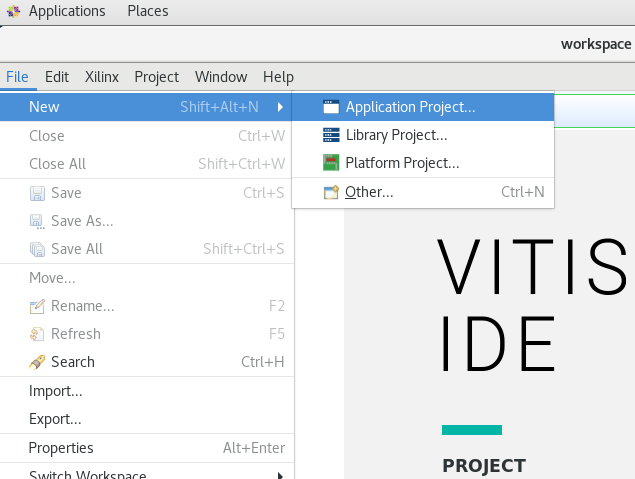 Applications Places
workspace
File Edit Xilinx Project Window Help
New Shift+Alt+N
Application Project...
Close Ctrl+W
Library Project...
Close All Shift+Ctrl+W
Platform Project...
Save Ctrl+S
Other... Ctrl+N
Save As...
Save All Shift+Ctrl+S
Move...
Rename... F2
Refresh F5
Search Ctrl+H
Import...
Export...
Properties Alt+Enter
Switch Workspace
VITIS
IDE
PROJECT